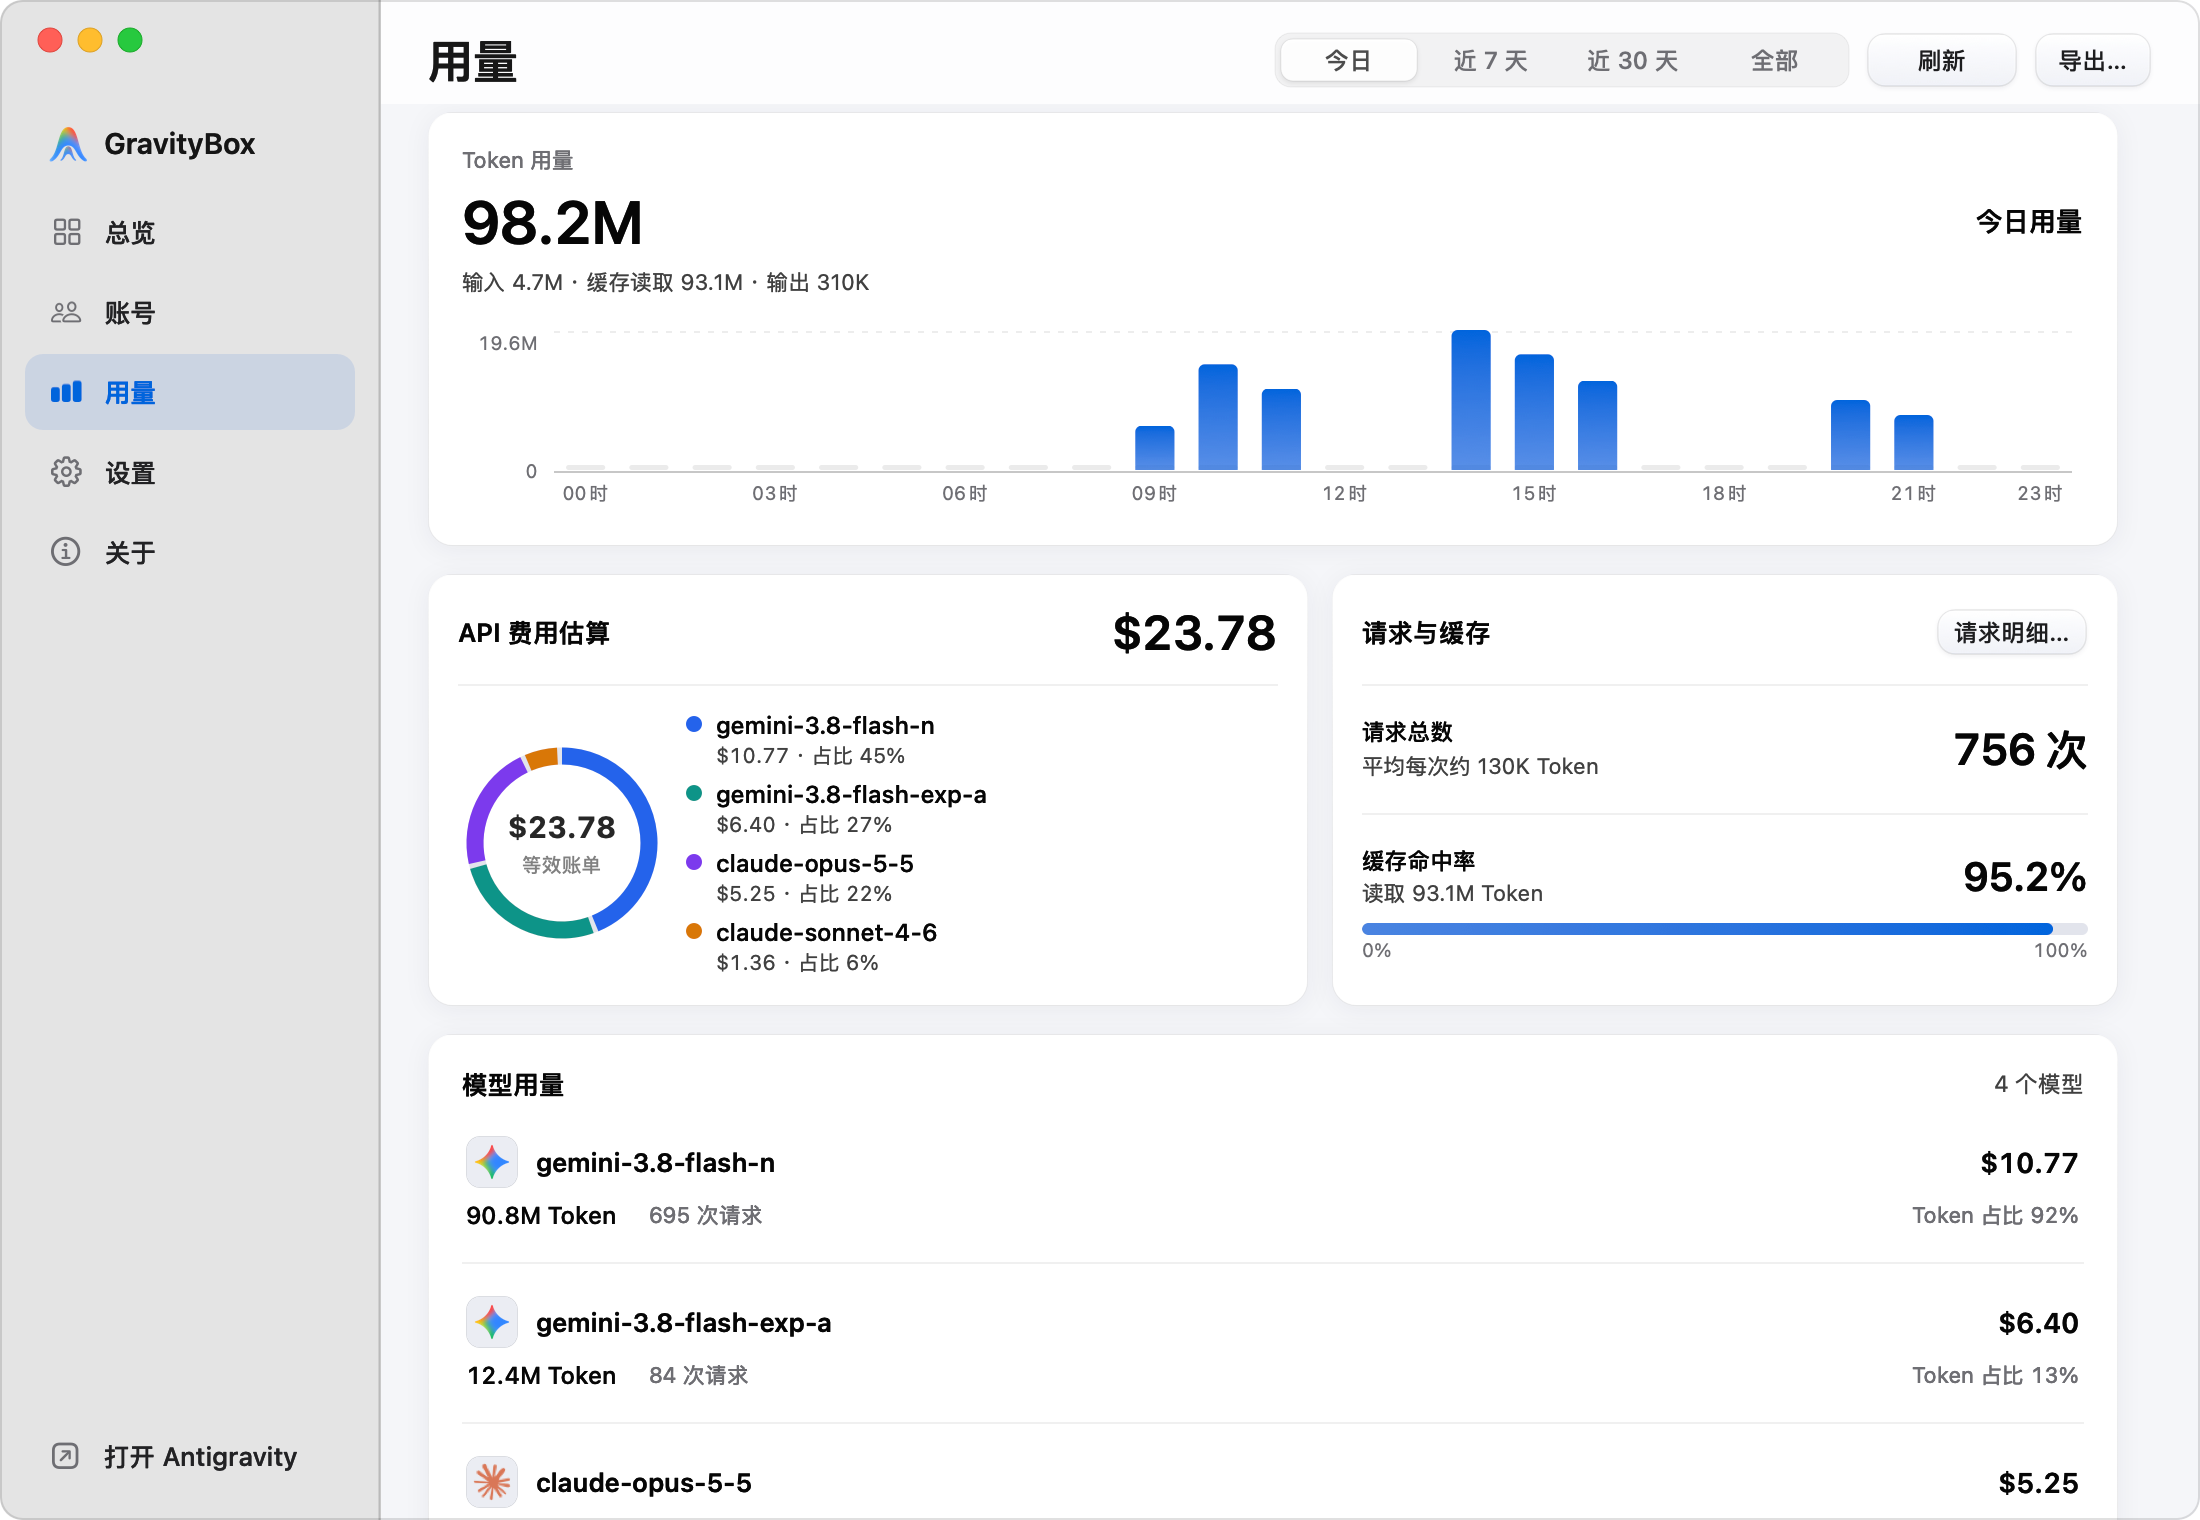 GravityBox
总览
账号
用量
设置
关于
打开 Antigravity
用量
今日
近 7 天
近 30 天
全部
刷新
导出...
Token 用量
98.2M
今日用量
输入 4.7M · 缓存读取 93.1M · 输出 310K
19.6M
0
00时 03时 06时 09时 12时 15时 18时 21时 23时
API 费用估算
$23.78
$23.78
等效账单
gemini-3.8-flash-n
$10.77 · 占比 45%
gemini-3.8-flash-exp-a
$6.40 · 占比 27%
claude-opus-5-5
$5.25 · 占比 22%
claude-sonnet-4-6
$1.36 · 占比 6%
请求与缓存
请求明细...
请求总数
平均每次约 130K Token
756 次
缓存命中率
读取 93.1M Token
95.2%
0% 100%
模型用量
4 个模型
gemini-3.8-flash-n
$10.77
90.8M Token 695 次请求
Token 占比 92%
gemini-3.8-flash-exp-a
$6.40
12.4M Token 84 次请求
Token 占比 13%
claude-opus-5-5
$5.25